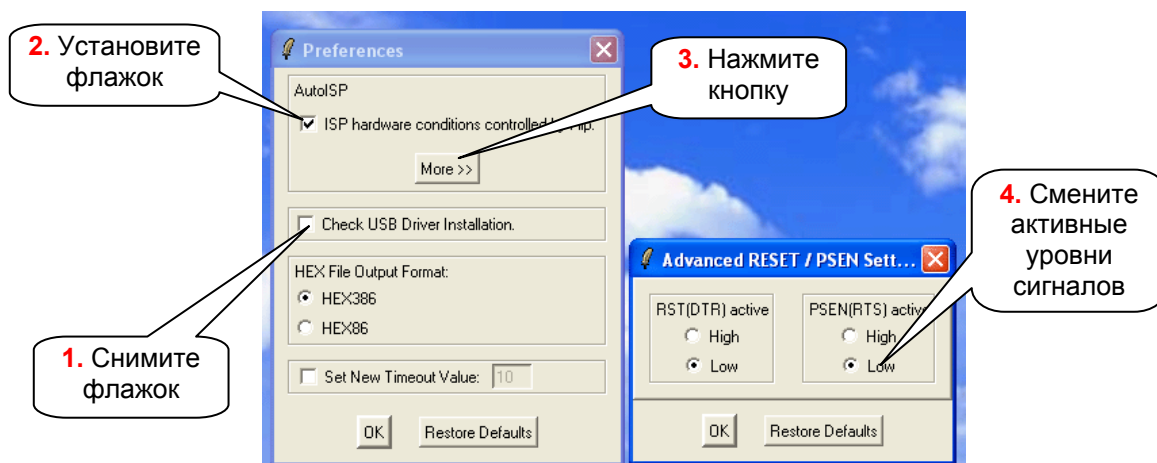 2. Установите
флажок
Preferences
3. Нажмите
кнопку
AutoISP
ISP hardware conditions controlled by Flip.
More >>
4. Смените
активные
уровни
сигналов
Check USB Driver Installation.
Advanced RESET / PSEN Sett...
HEX File Output Format:
HEX386
HEX86
RST(DTR) active
High
Low
PSEN(RTS) active
High
Low
1. Снимите
флажок
Set New Timeout Value: 10
OK Restore Defaults
OK Restore Defaults